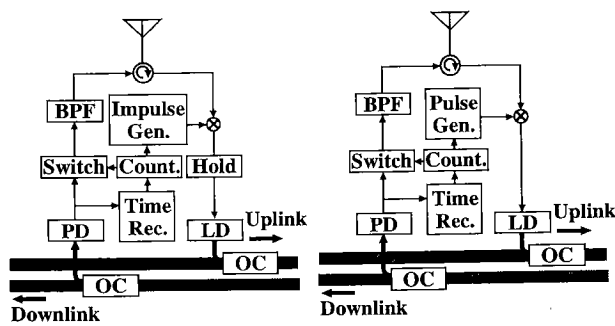 BPF
Impulse
Gen.
Switch
Count.
Hold
Time
Rec.
PD
LD
Uplink
OC
OC
Downlink
BPF
Pulse
Gen.
Switch
Count.
Time
Rec.
PD
LD
Uplink
OC
OC
Downlink